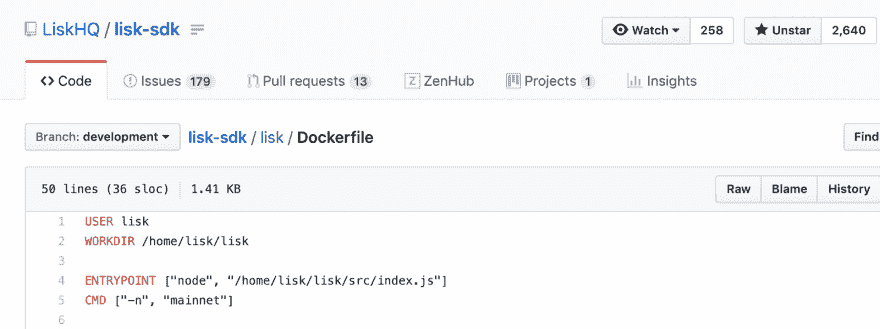 LiskHQ / lisk-sdk
Watch 258
Unstar 2,640
Code
Issues 179
Pull requests 13
ZenHub
Projects 1
Insights
Branch: development
lisk-sdk / lisk / Dockerfile
Find
50 lines (36 sloc) 1.41 KB
Raw
Blame
History
1 USER lisk
2 WORKDIR /home/lisk/lisk
3
4 ENTRYPOINT ["node", "/home/lisk/lisk/src/index.js"]
5 CMD ["-n", "mainnet"]
6